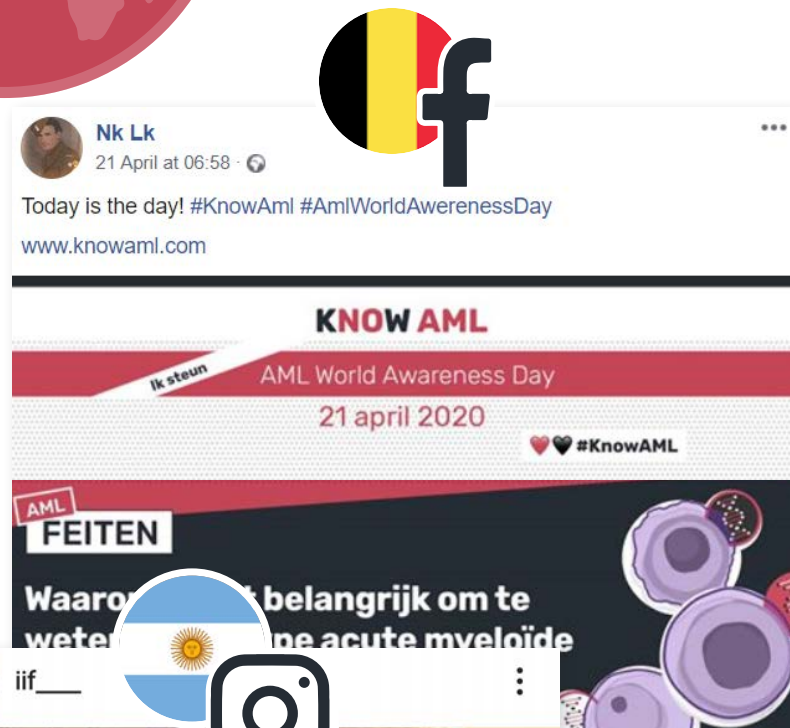 Nk Lk
21 April at 06:58 ·
Today is the day! #KnowAml #AmlWorldAwerenessDay
www.knowaml.com
KNOW AML
Ik steun
AML World Awareness Day
21 april 2020
#KnowAML
AML
FEITEN
belangrijk om te
acute myeloïde
iif___